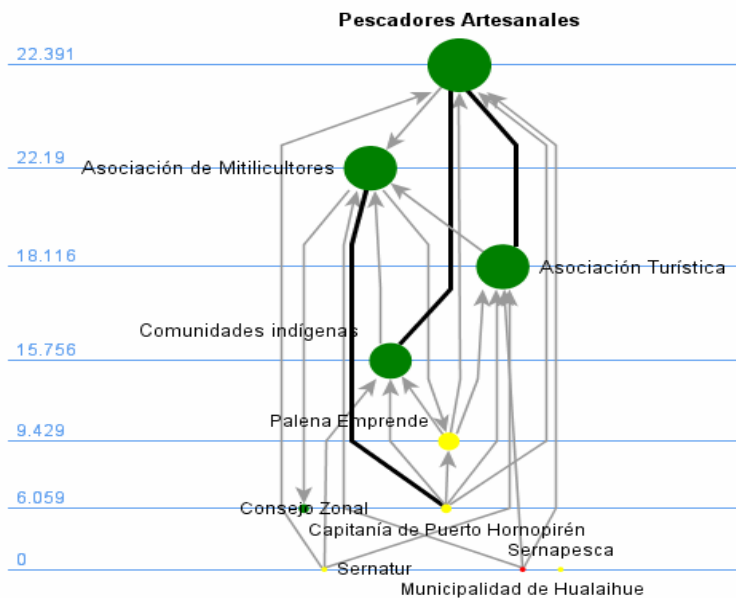 Pescadores Artesanales
22.391
22.19
Asociación de Mitilicultores
18.116
Asociación Turística
Comunidades indígenas
15.756
Palena Emprende
9.429
6.059
Consejo Zonal
Capitanía de Puerto Hornopirén
Sernapesca
0
Sernatur
Municipalidad de Hualaihue